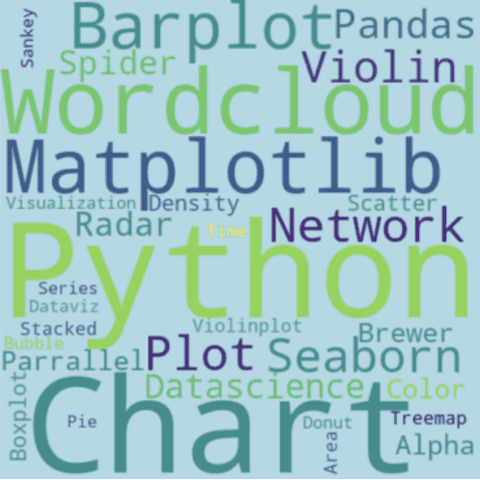 Sankey
Barplot
Pandas
Spider
Violin
Wordcloud
Matplotlib
Visualization
Density
Scatter
Radar
Time
Network
Python
Series
Dataviz
Stacked
Violinplot
Brewer
Bubble
Parrallel
Plot
Seaborn
Boxplot
Datascience
Color
Chart
Pie
Donut
Treemap
Area
Alpha